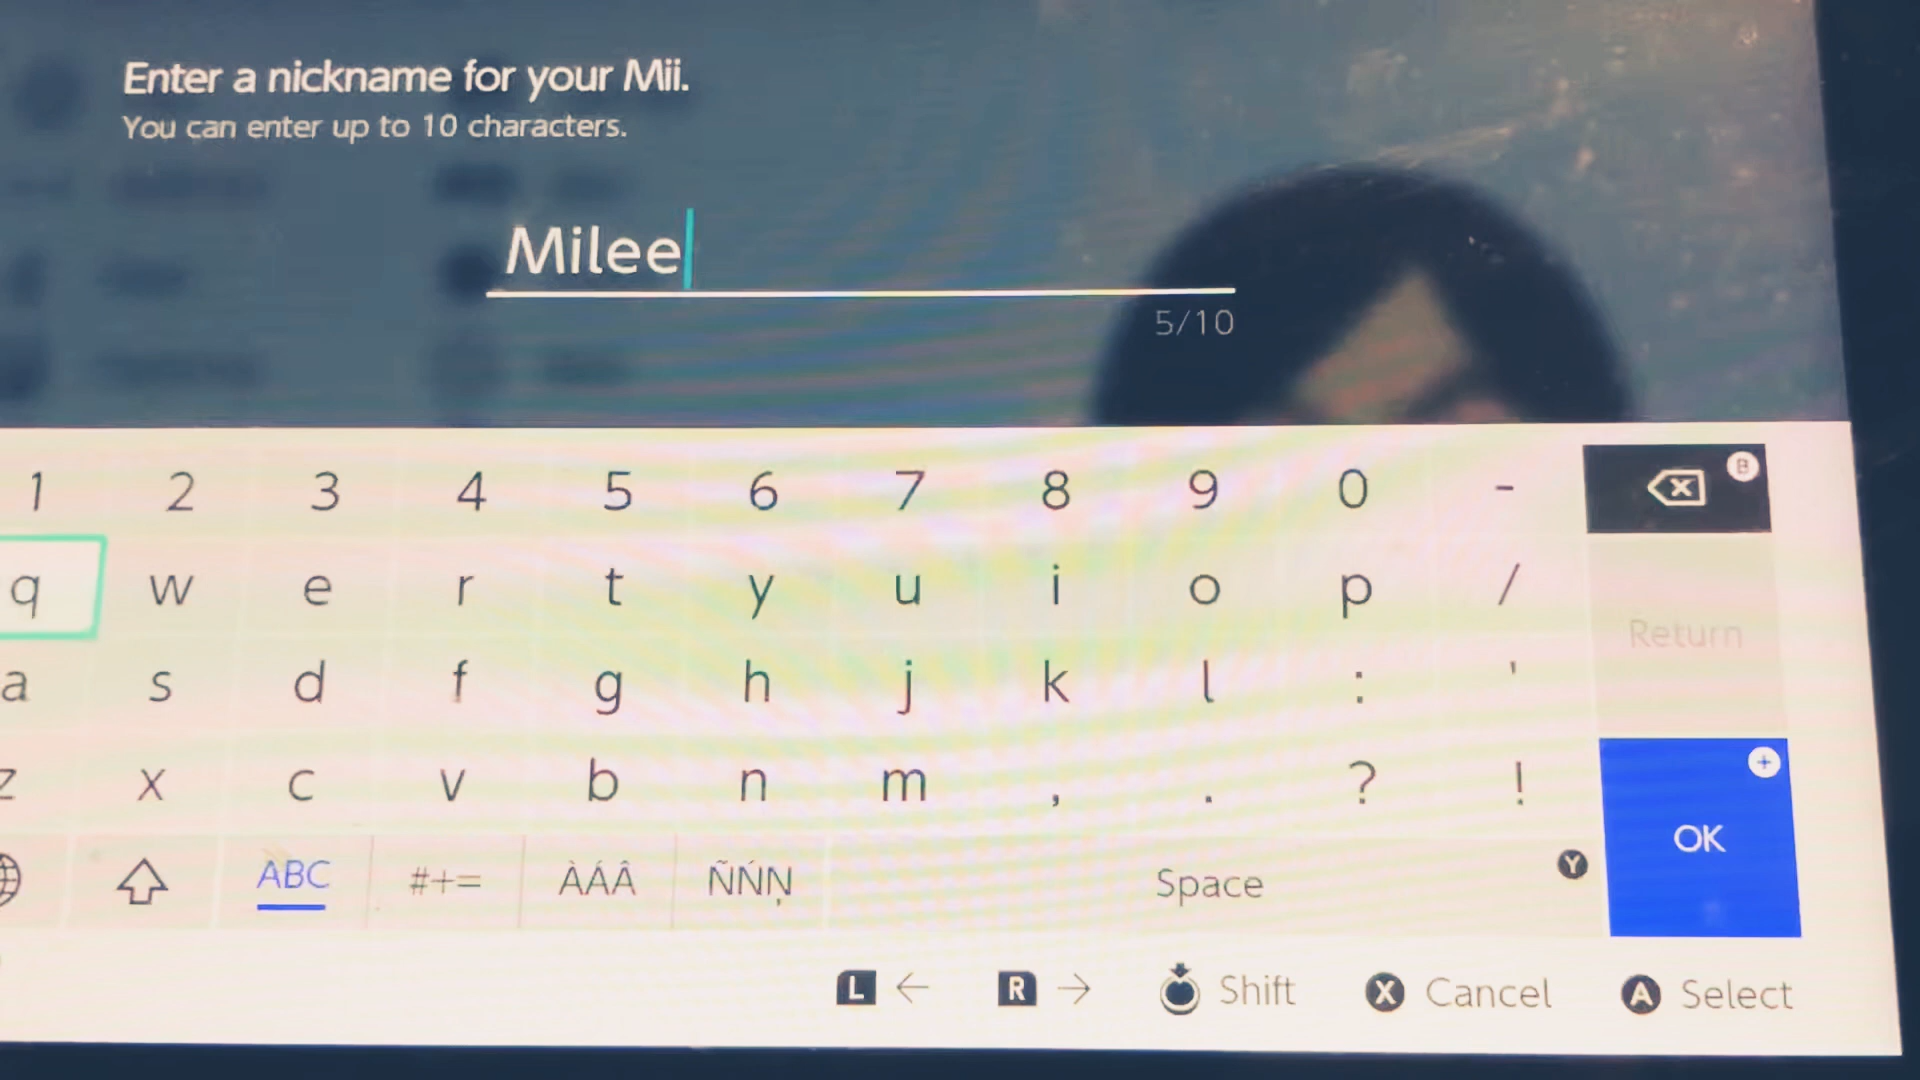 Enter a nickname for your Mii.
You can enter up to 10 characters.
Milee
5/10
1 2 3 4 5 6 7 8 9 0 - B
q w e r t y u i o p /
Return
a s d f g h j k l : '
z x c v b n m , . ? ! +
OK
ABC #+= ÀÁÂ ÑŃŅ Space Y
L ← R → Shift X Cancel A Select